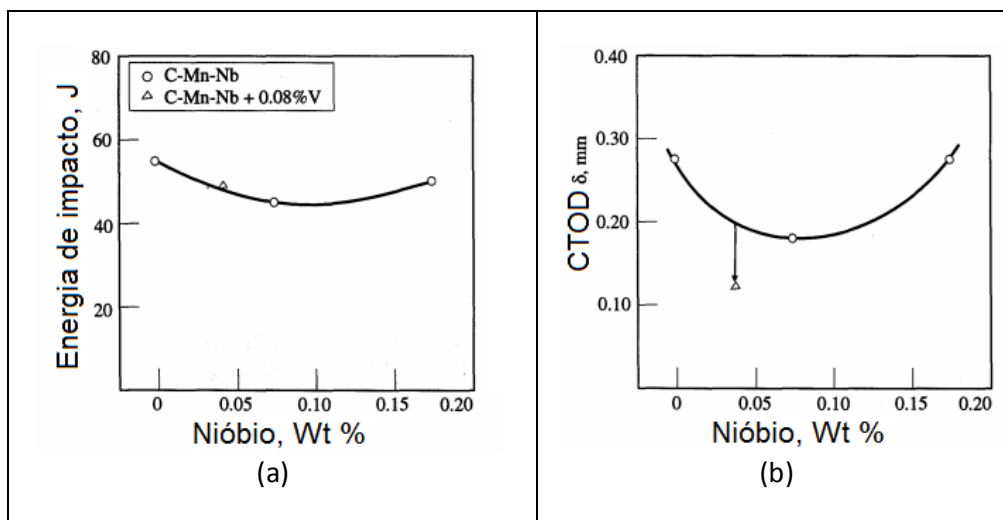 Energia de impacto, J
80
60
40
20
C-Mn-Nb
C-Mn-Nb + 0.08%V
0
0.05
0.10
0.15
0.20
Nióbio, Wt %
(a)
CTOD δ, mm
0.40
0.30
0.20
0.10
0
0.05
0.10
0.15
0.20
Nióbio, Wt %
(b)